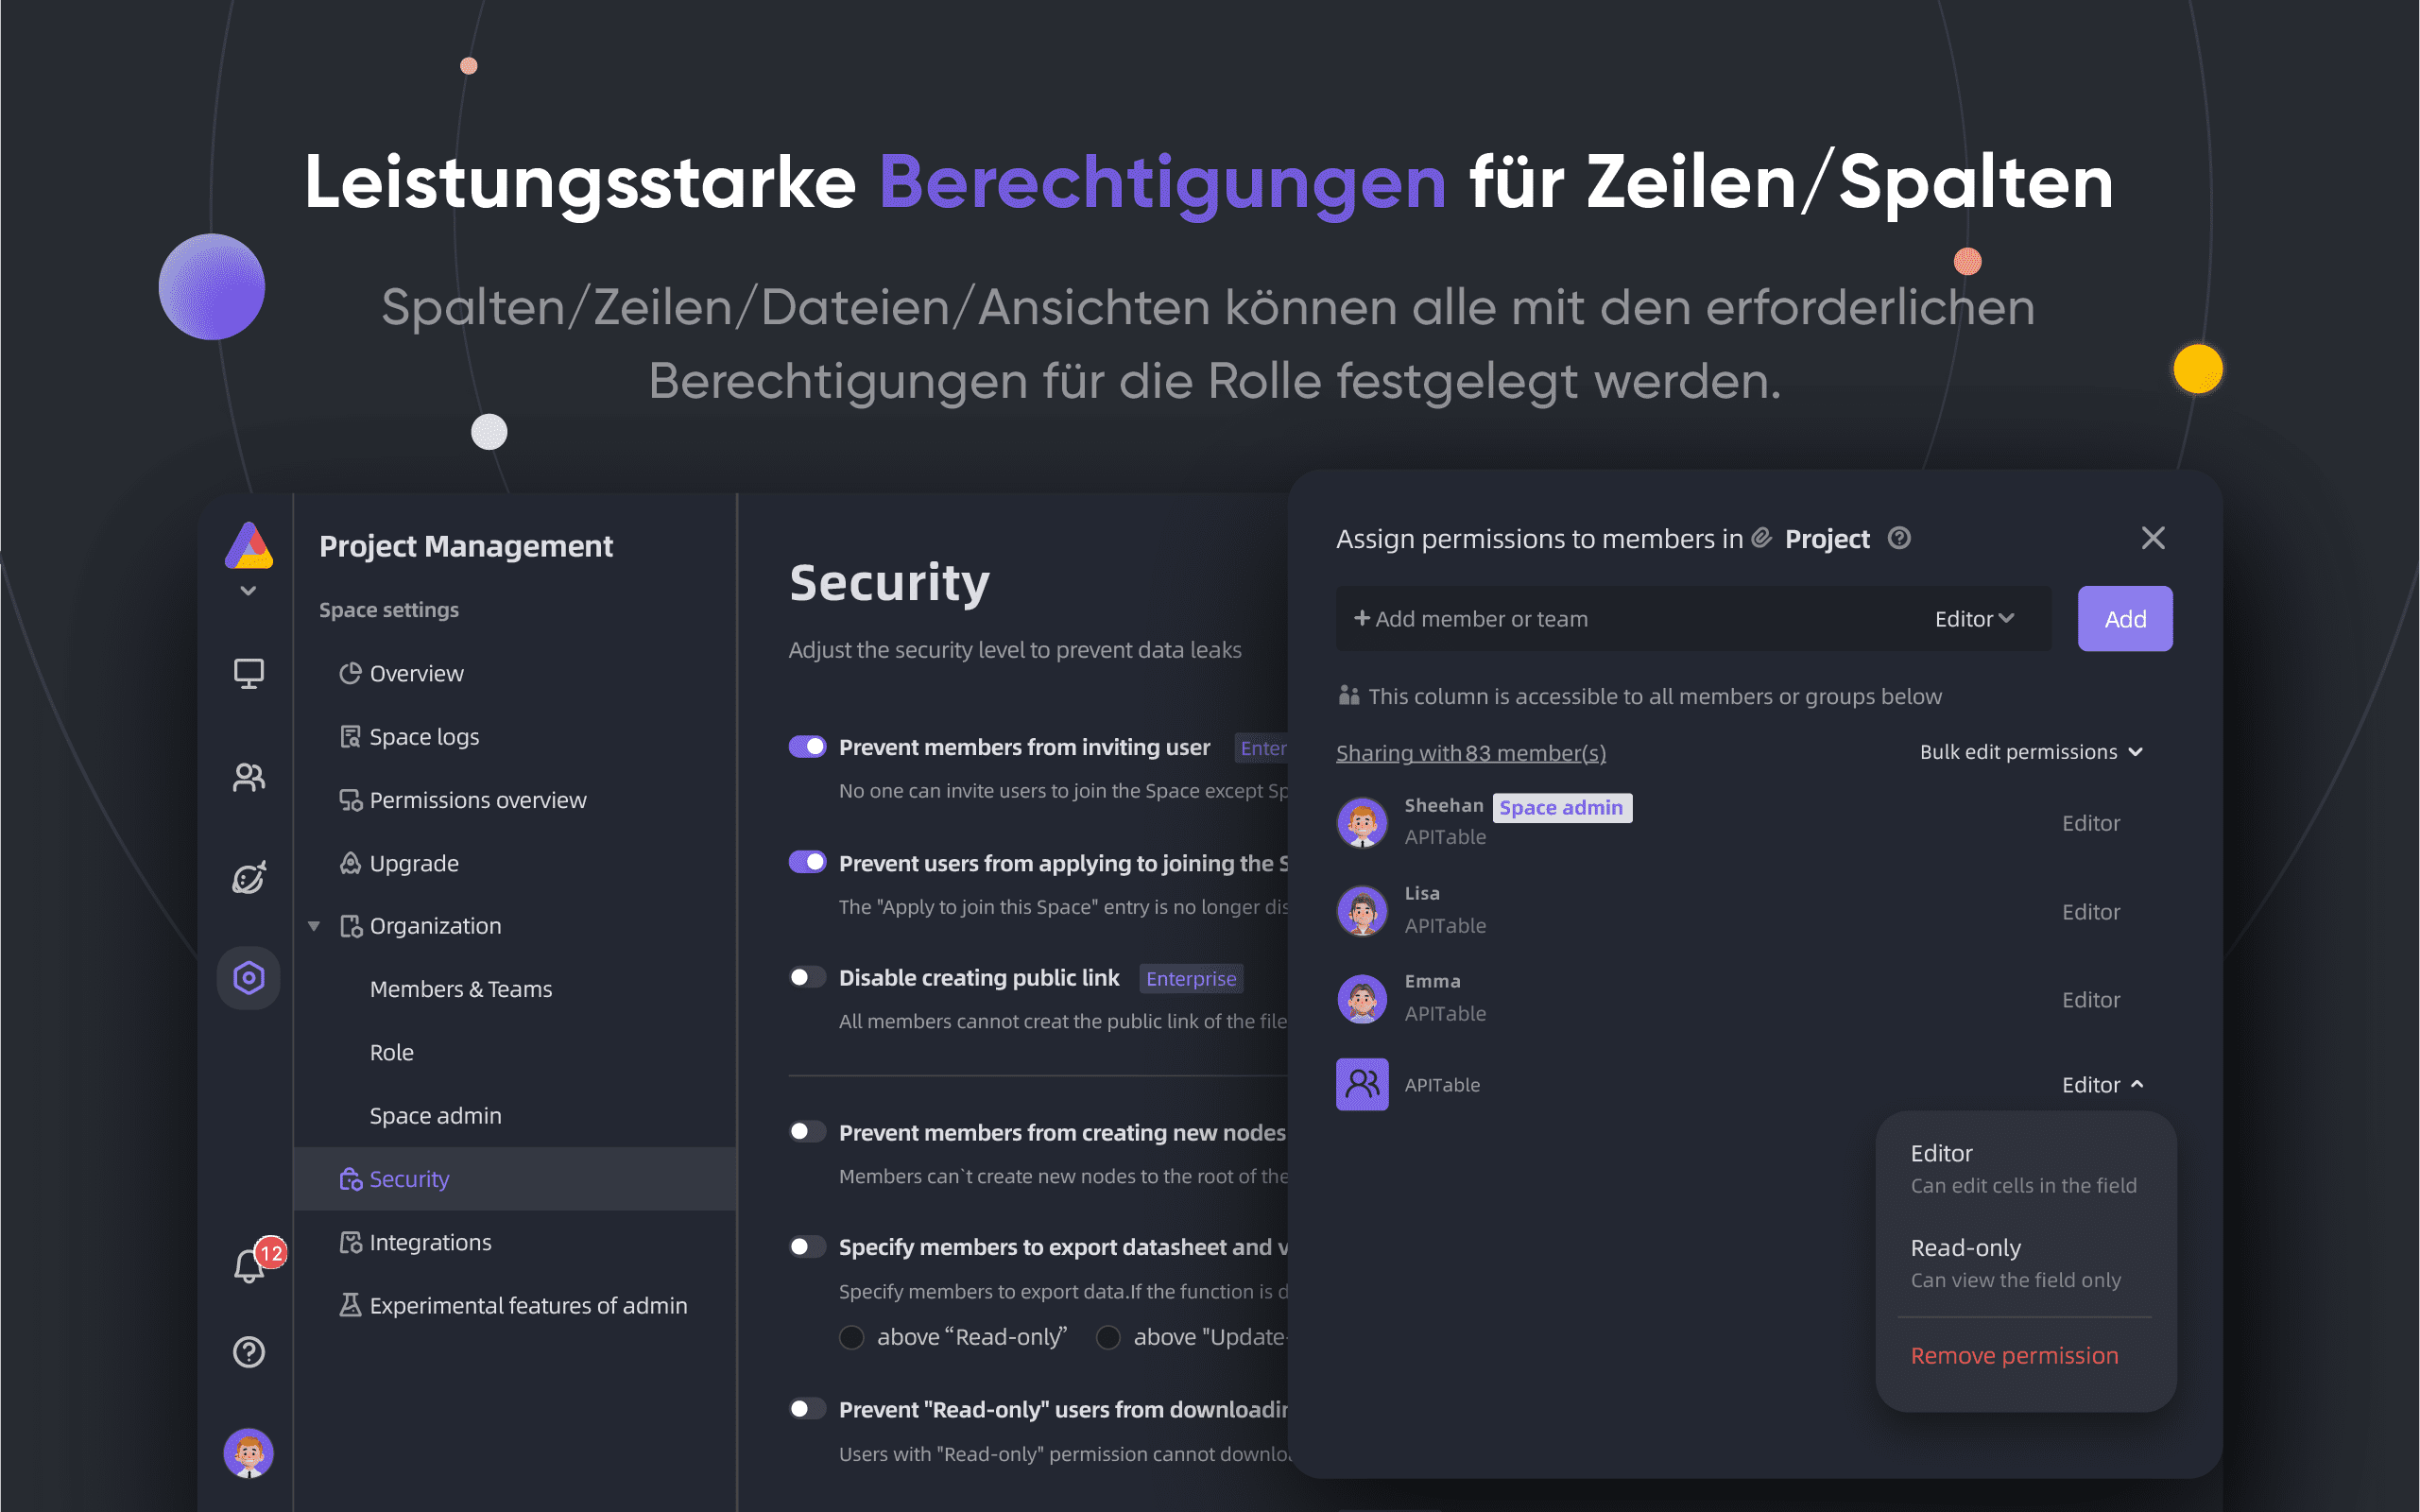 Leistungsstarke Berechtigungen für Zeilen/Spalten
Spalten/Zeilen/Dateien/Ansichten können alle mit den erforderlichen
Berechtigungen für die Rolle festgelegt werden.
Project Management
Space settings
Overview
Space logs
Permissions overview
Upgrade
Organization
Members & Teams
Role
Space admin
Security
Integrations
Experimental features of admin
12
Security
Adjust the security level to prevent data leaks
Prevent members from inviting user
No one can invite users to join the Space except
Prevent users from applying to joining the
The "Apply to join this Space" entry is no longer
Disable creating public link Enterprise
All members cannot creat the public link of the file
Prevent members from creating new nodes
Members can`t create new nodes to the root of the
Specify members to export datasheet and
Specify members to export data.If the function is
above “Read-only” above "Update-
Prevent "Read-only" users from
Users with "Read-only" permission cannot
Assign permissions to members in Project
+ Add member or team Editor Add
This column is accessible to all members or groups below
Sharing with 83 member(s) Bulk edit permissions
Sheehan Space admin
APITable Editor
Lisa
APITable Editor
Emma
APITable Editor
APITable Editor
Editor
Can edit cells in the field
Read-only
Can view the field only
Remove permission